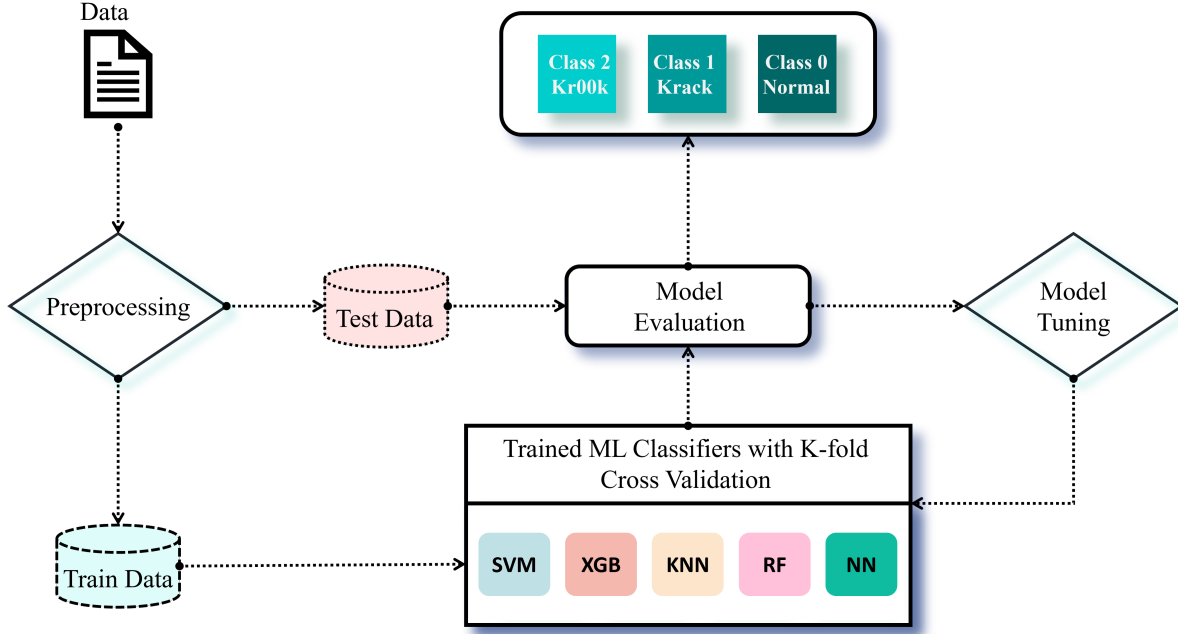 Data
Class 2
Kr00k
Class 1
Krack
Class 0
Normal
Preprocessing
Test Data
Model
Evaluation
Model
Tuning
Trained ML Classifiers with K-fold
Cross Validation
Train Data
SVM
XGB
KNN
RF
NN